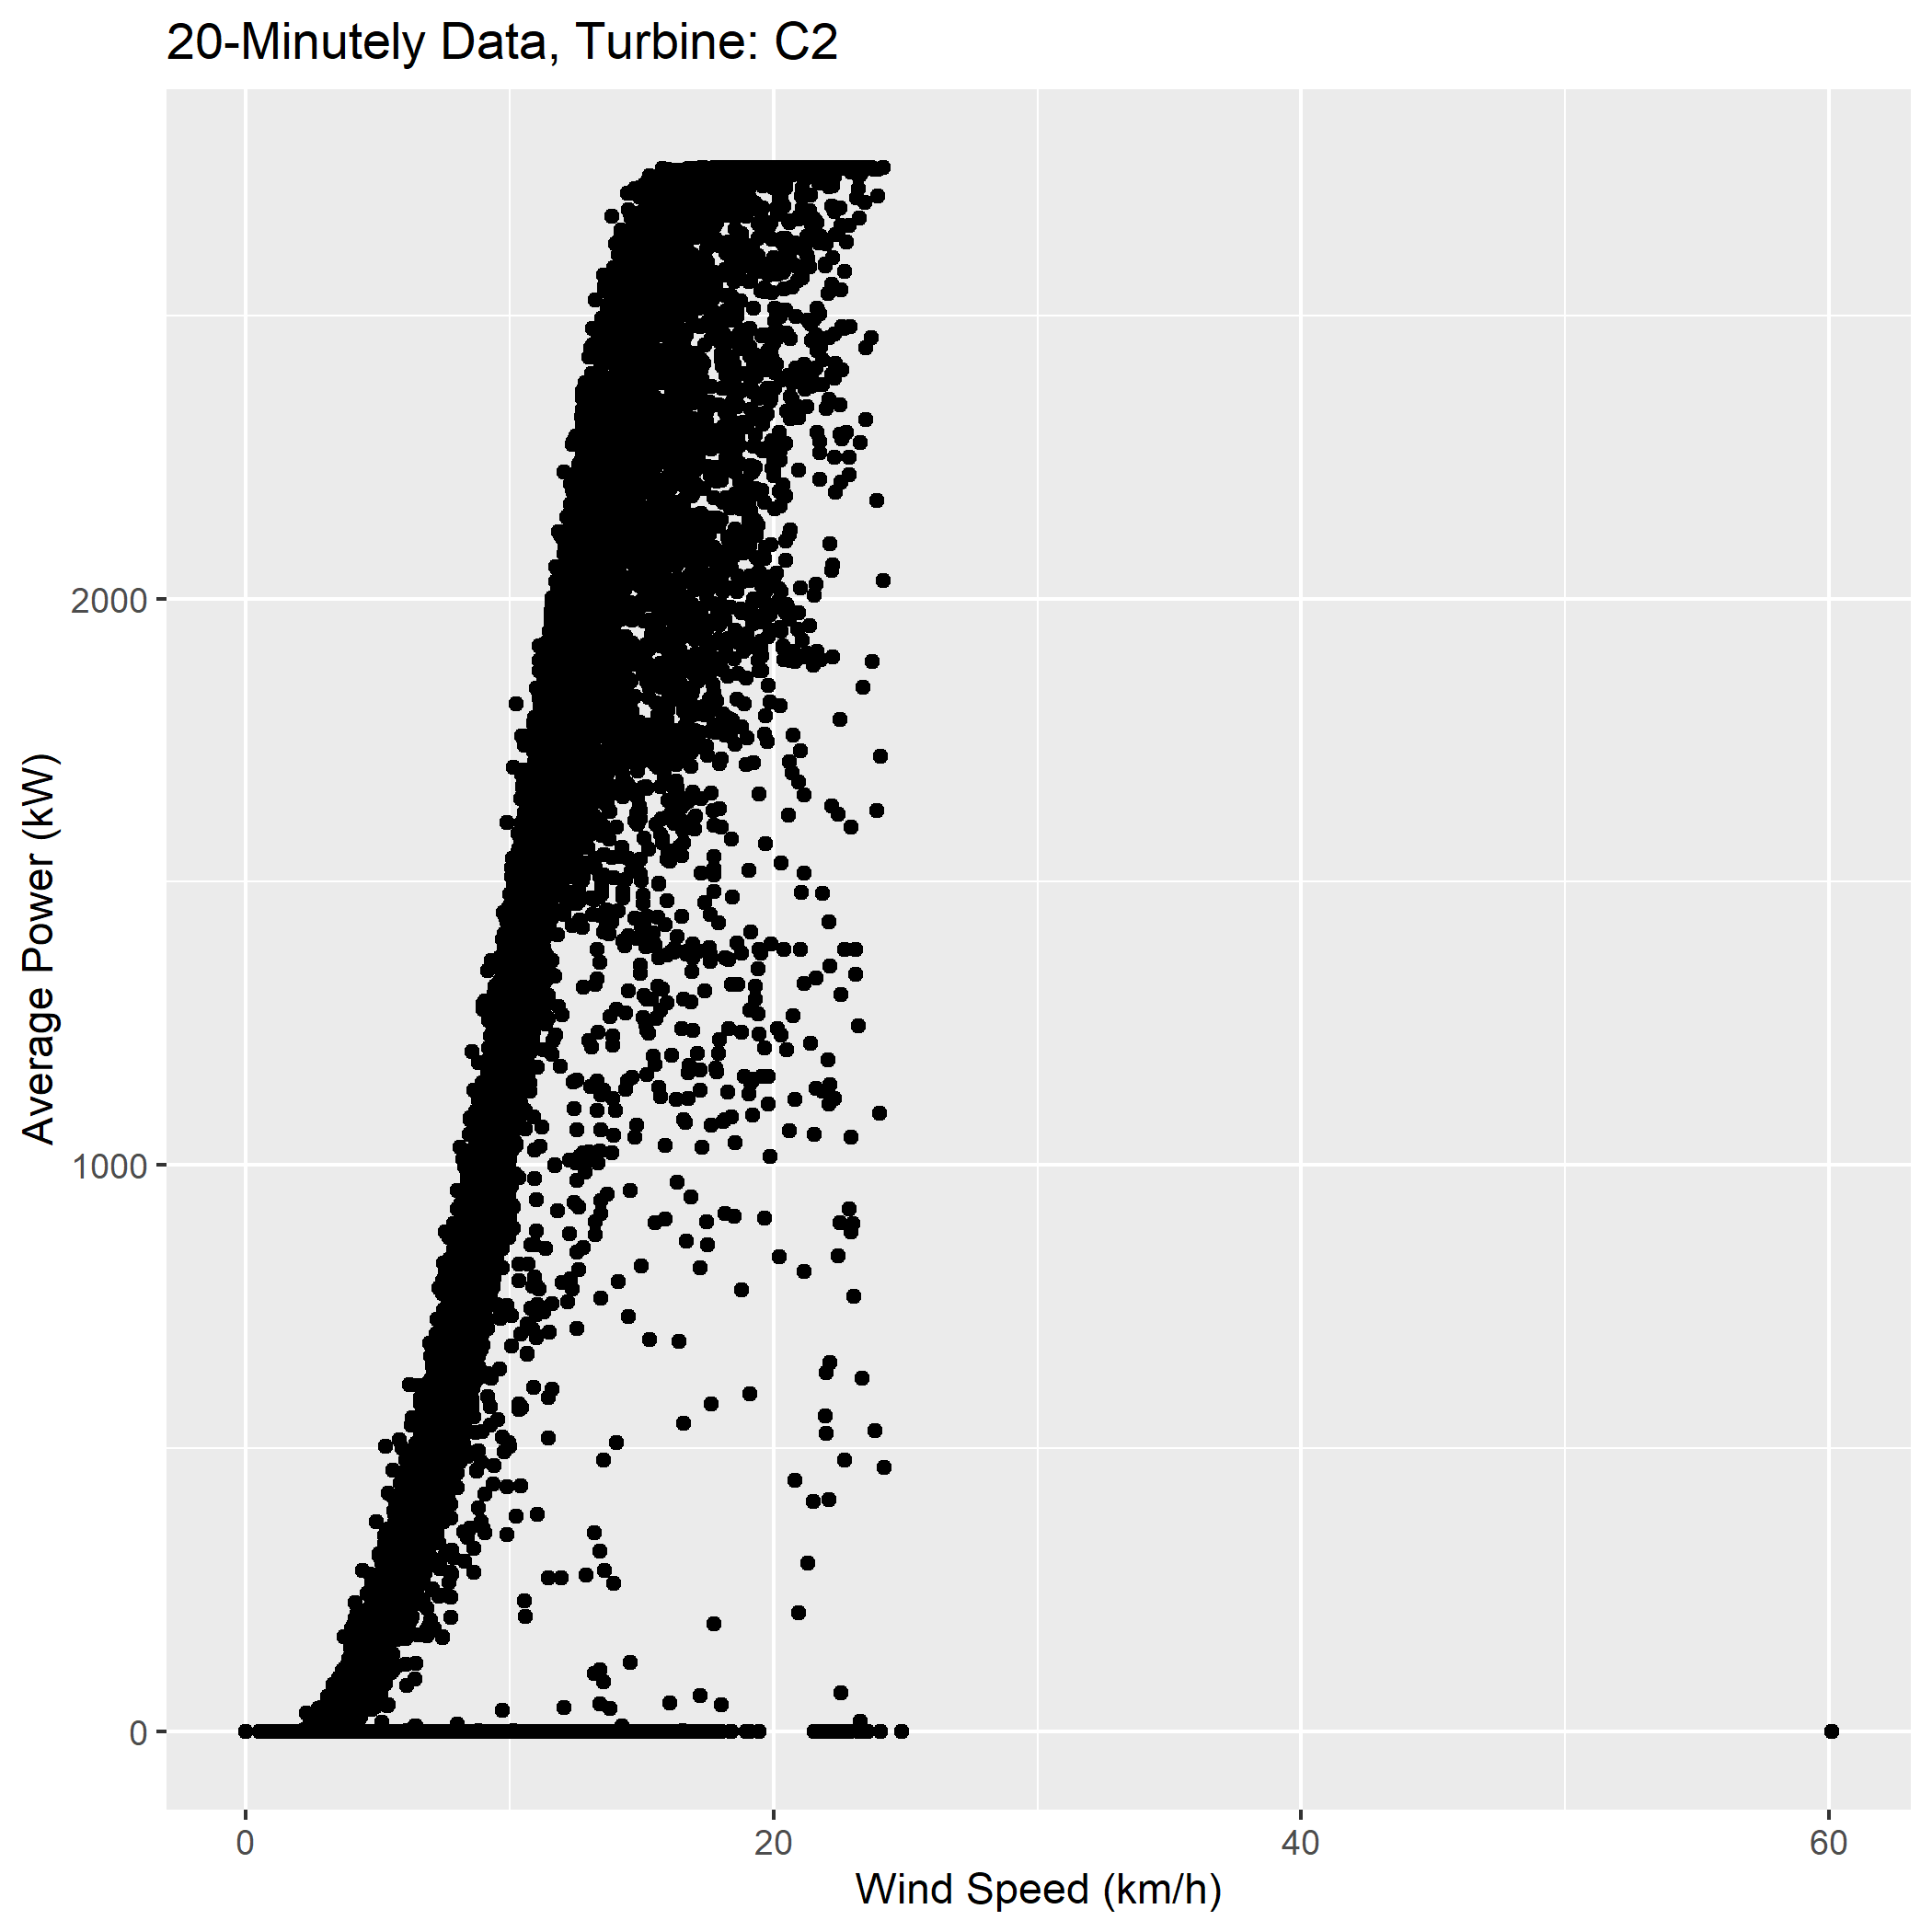 20-Minutely Data, Turbine: C2
Average Power (kW)
2000
1000
0
0 20 40 60
Wind Speed (km/h)